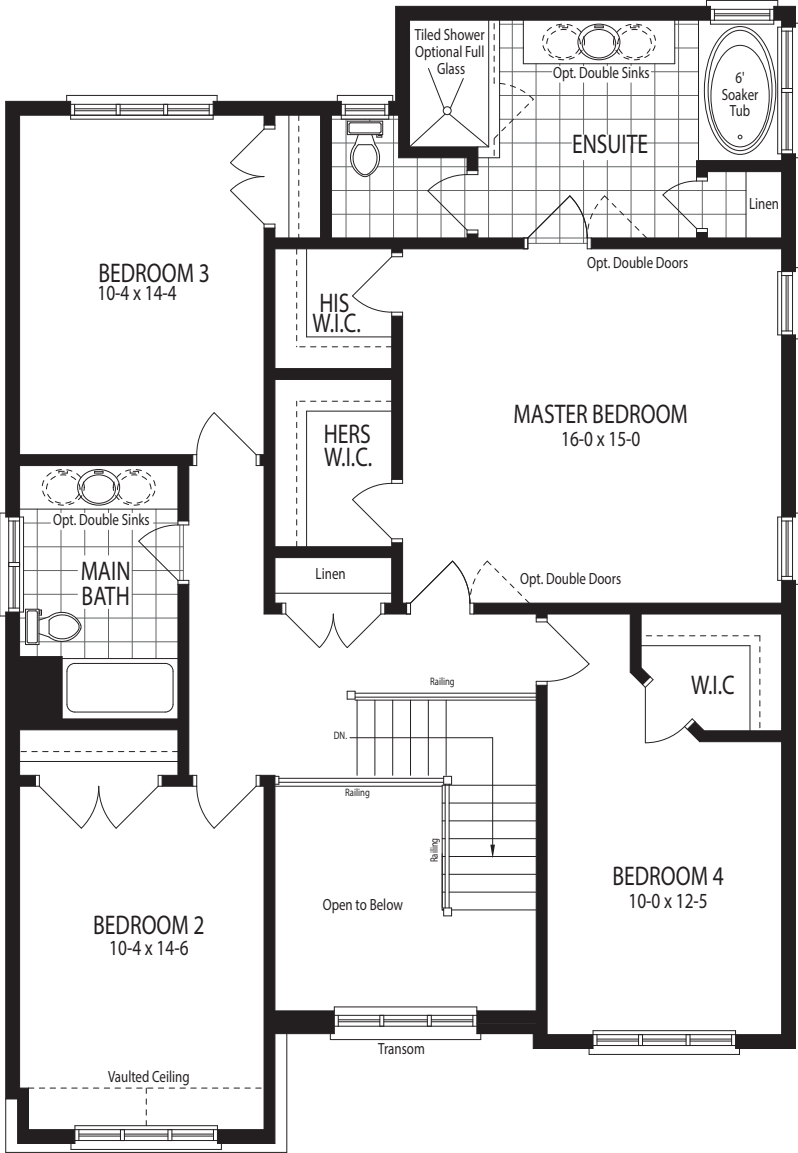 Tiled Shower
Optional Full
Glass
Opt. Double Sinks
6'
Soaker
Tub
ENSUITE
Linen
Opt. Double Doors
BEDROOM 3
10-4 x 14-4
HIS
W.I.C.
MASTER BEDROOM
16-0 x 15-0
HERS
W.I.C.
Opt. Double Sinks
MAIN
BATH
Linen
Opt. Double Doors
W.I.C
Railing
DN.
Railing
Railing
BEDROOM 4
10-0 x 12-5
Open to Below
BEDROOM 2
10-4 x 14-6
Transom
Vaulted Ceiling